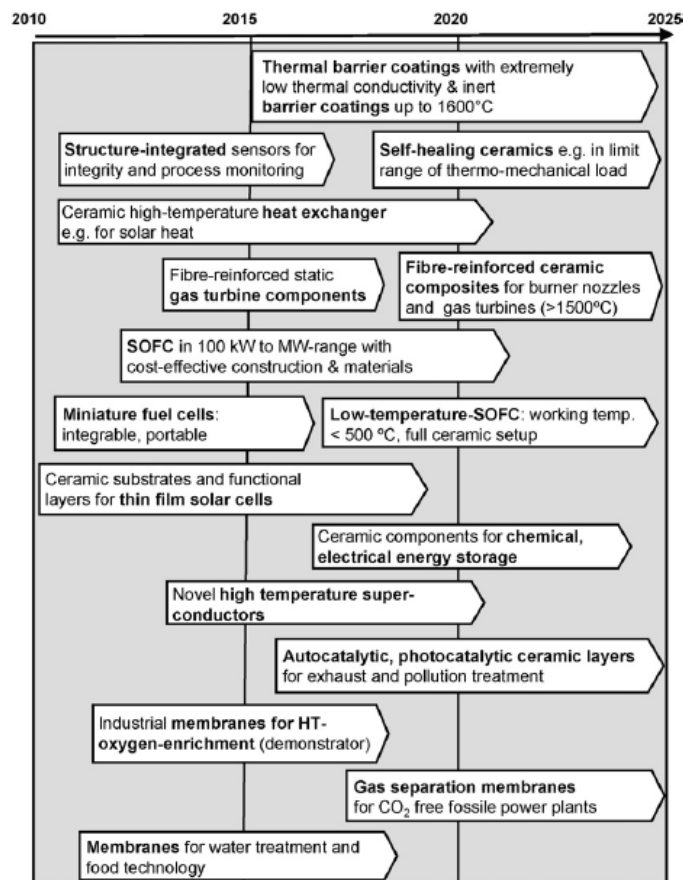 2010 2015 2020 2025
Thermal barrier coatings with extremely
low thermal conductivity & inert
barrier coatings up to 1600°C
Structure-integrated sensors for
integrity and process monitoring
Self-healing ceramics e.g. in limit
range of thermo-mechanical load
Ceramic high-temperature heat exchanger
e.g. for solar heat
Fibre-reinforced static
gas turbine components
Fibre-reinforced ceramic
composites for burner nozzles
and gas turbines (>1500ºC)
SOFC in 100 kW to MW-range with
cost-effective construction & materials
Miniature fuel cells:
integrable, portable
Low-temperature-SOFC: working temp.
< 500 ºC, full ceramic setup
Ceramic substrates and functional
layers for thin film solar cells
Ceramic components for chemical,
electrical energy storage
Novel high temperature super-
conductors
Autocatalytic, photocatalytic ceramic layers
for exhaust and pollution treatment
Industrial membranes for HT-
oxygen-enrichment (demonstrator)
Gas separation membranes
for CO2 free fossile power plants
Membranes for water treatment and
food technology